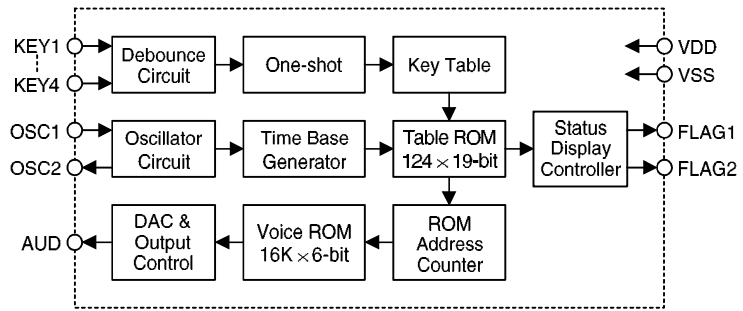 KEY1
KEY4
Debounce
Circuit
One-shot
Key Table
VDD
VSS
OSC1
OSC2
Oscillator
Circuit
Time Base
Generator
Table ROM
124 × 19-bit
Status
Display
Controller
FLAG1
FLAG2
AUD
DAC &
Output
Control
Voice ROM
16K × 6-bit
ROM
Address
Counter